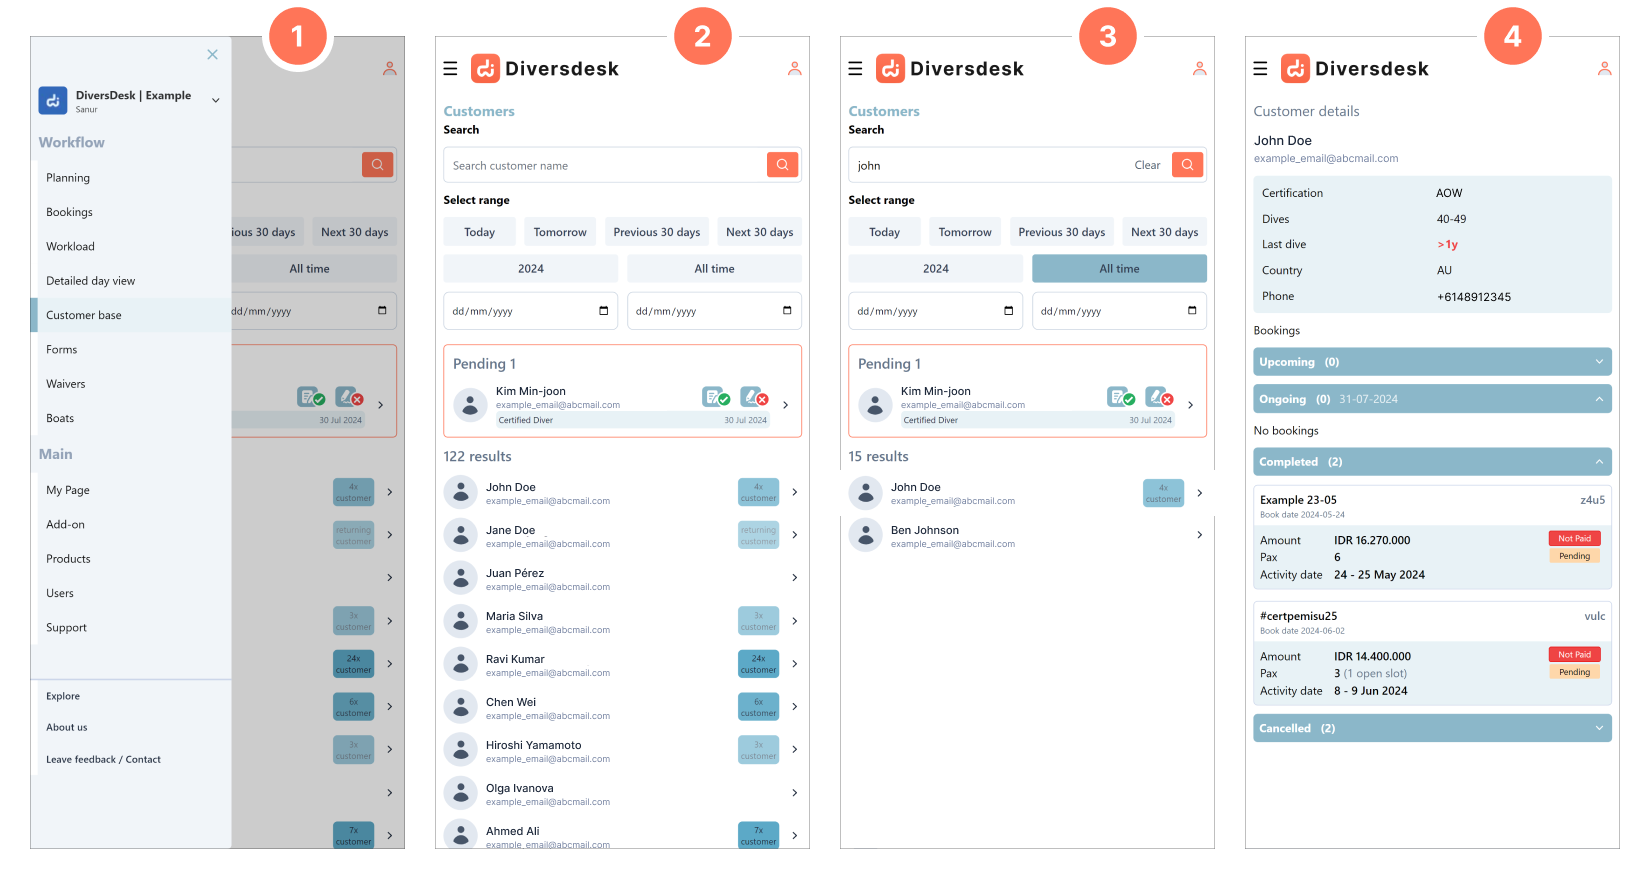 1
DiversDesk | Example
Sanur
Workflow
Planning
Bookings
Workload
Detailed day view
Customer base
Forms
Waivers
Boats
Main
My Page
Add-on
Products
Users
Support
Explore
About us
Leave feedback / Contact
ious 30 days
Next 30 days
All time
dd/mm/yyyy
30 Jul 2024
4x
customer
returning
customer
3x
customer
24x
customer
6x
customer
3x
customer
7x
customer
2
Diversdesk
Customers
Search
Search customer name
Select range
Today
Tomorrow
Previous 30 days
Next 30 days
2024
All time
dd/mm/yyyy
dd/mm/yyyy
Pending 1
Kim Min-joon
example_email@abcmail.com
Certified Diver
30 Jul 2024
122 results
John Doe
example_email@abcmail.com
4x
customer
Jane Doe
example_email@abcmail.com
returning
customer
Juan Pérez
example_email@abcmail.com
Maria Silva
example_email@abcmail.com
3x
customer
Ravi Kumar
example_email@abcmail.com
24x
customer
Chen Wei
example_email@abcmail.com
6x
customer
Hiroshi Yamamoto
example_email@abcmail.com
3x
customer
Olga Ivanova
example_email@abcmail.com
Ahmed Ali
example_email@abcmail.com
7x
customer
3
Diversdesk
Customers
Search
john
Clear
Select range
Today
Tomorrow
Previous 30 days
Next 30 days
2024
All time
dd/mm/yyyy
dd/mm/yyyy
Pending 1
Kim Min-joon
example_email@abcmail.com
Certified Diver
30 Jul 2024
15 results
John Doe
example_email@abcmail.com
4x
customer
Ben Johnson
example_email@abcmail.com
4
Diversdesk
Customer details
John Doe
example_email@abcmail.com
Certification AOW
Dives 40-49
Last dive >1y
Country AU
Phone +6148912345
Bookings
Upcoming (0)
Ongoing (0) 31-07-2024
No bookings
Completed (2)
Example 23-05 z4u5
Book date 2024-05-24
Amount IDR 16.270.000 Not Paid
Pax 6 Pending
Activity date 24 - 25 May 2024
#certpemisu25 vulc
Book date 2024-06-02
Amount IDR 14.400.000 Not Paid
Pax 3 (1 open slot) Pending
Activity date 8 - 9 Jun 2024
Cancelled (2)